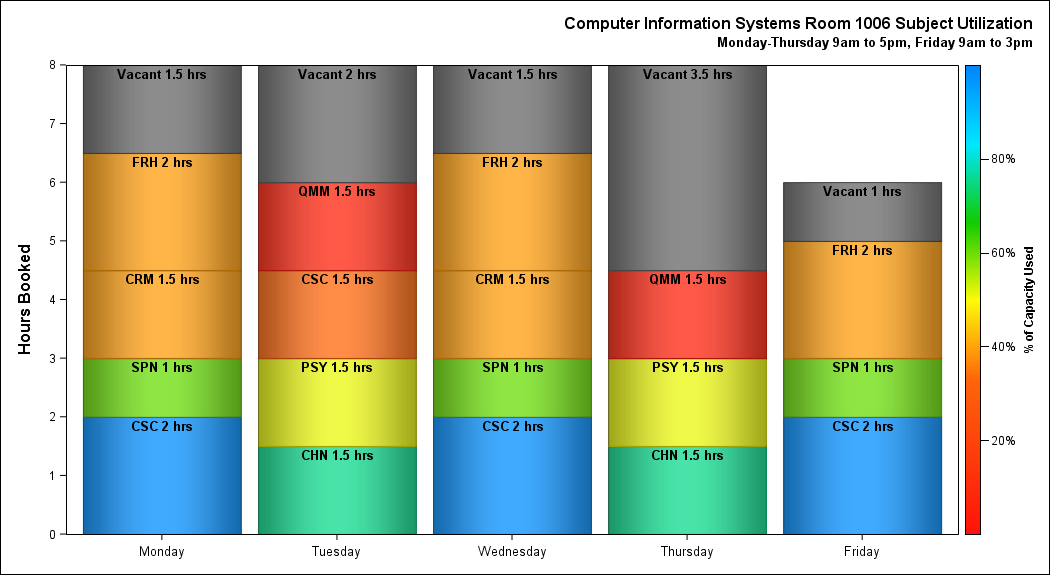 Computer Information Systems Room 1006 Subject Utilization
Monday-Thursday 9am to 5pm, Friday 9am to 3pm
Hours Booked
8
7
6
5
4
3
2
1
0
Vacant 1.5 hrs
FRH 2 hrs
CRM 1.5 hrs
SPN 1 hrs
CSC 2 hrs
Monday
Vacant 2 hrs
QMM 1.5 hrs
CSC 1.5 hrs
PSY 1.5 hrs
CHN 1.5 hrs
Tuesday
Vacant 1.5 hrs
FRH 2 hrs
CRM 1.5 hrs
SPN 1 hrs
CSC 2 hrs
Wednesday
Vacant 3.5 hrs
QMM 1.5 hrs
PSY 1.5 hrs
CHN 1.5 hrs
Thursday
Vacant 1 hrs
FRH 2 hrs
SPN 1 hrs
CSC 2 hrs
Friday
80%
60%
40%
20%
% of Capacity Used